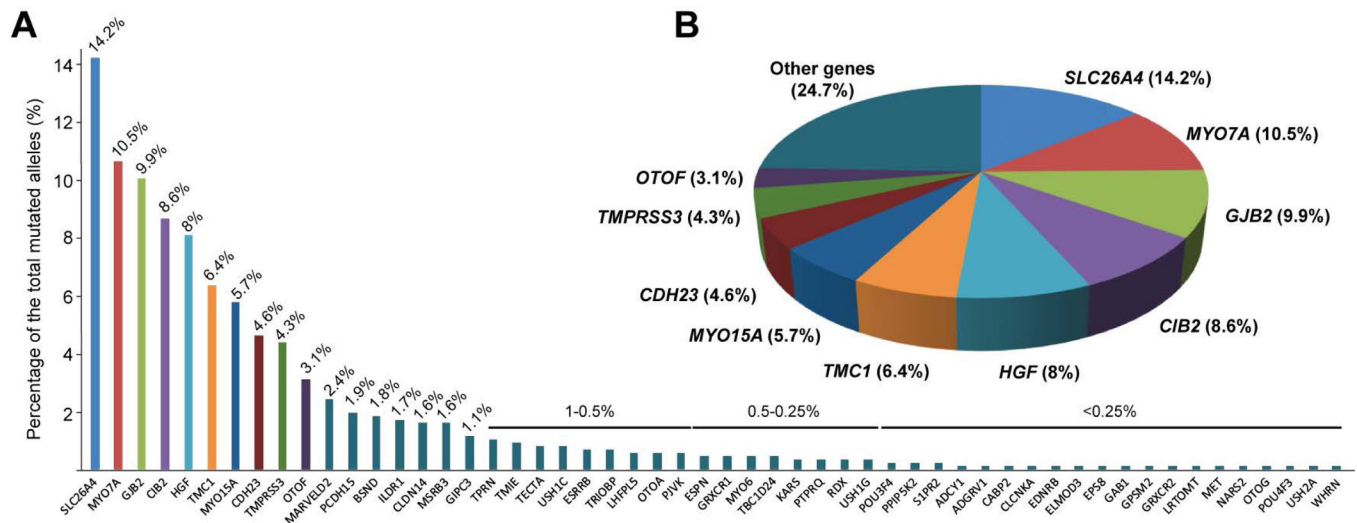 A
Percentage of the total mutated alleles (%)
14
12
10
8
6
4
2
14.2%
10.5%
9.9%
8.6%
8%
6.4%
5.7%
4.6%
4.3%
3.1%
2.4%
1.9%
1.8%
1.7%
1.6%
1.6%
1.1%
1-0.5%
0.5-0.25%
<0.25%
SLC26A4
MYO7A
GJB2
CIB2
HGF
TMC1
MYO15A
CDH23
TMPRSS3
OTOF
MARVELD2
PCDH15
BSND
ILDR1
CLDN14
MSRB3
GIPC3
TPRN
TMIE
TECTA
USH1C
ESRRB
TRIOBP
LHFPL5
OTOA
PJVK
ESPN
GRXCR1
MYO6
TBC1D24
KARS
PTPRQ
RDX
USH1G
POU3F4
PPIP5K2
S1PR2
ADCY1
ADGRV1
CABP2
CLCNKA
EDNRB
ELMOD3
EPS8
GAB1
GPSM2
GRXCR2
LRTOMT
MET
NARS2
OTOG
POU4F3
USH2A
WHRN
B
Other genes
(24.7%)
SLC26A4 (14.2%)
MYO7A (10.5%)
GJB2 (9.9%)
CIB2 (8.6%)
HGF (8%)
TMC1 (6.4%)
MYO15A (5.7%)
CDH23 (4.6%)
TMPRSS3 (4.3%)
OTOF (3.1%)